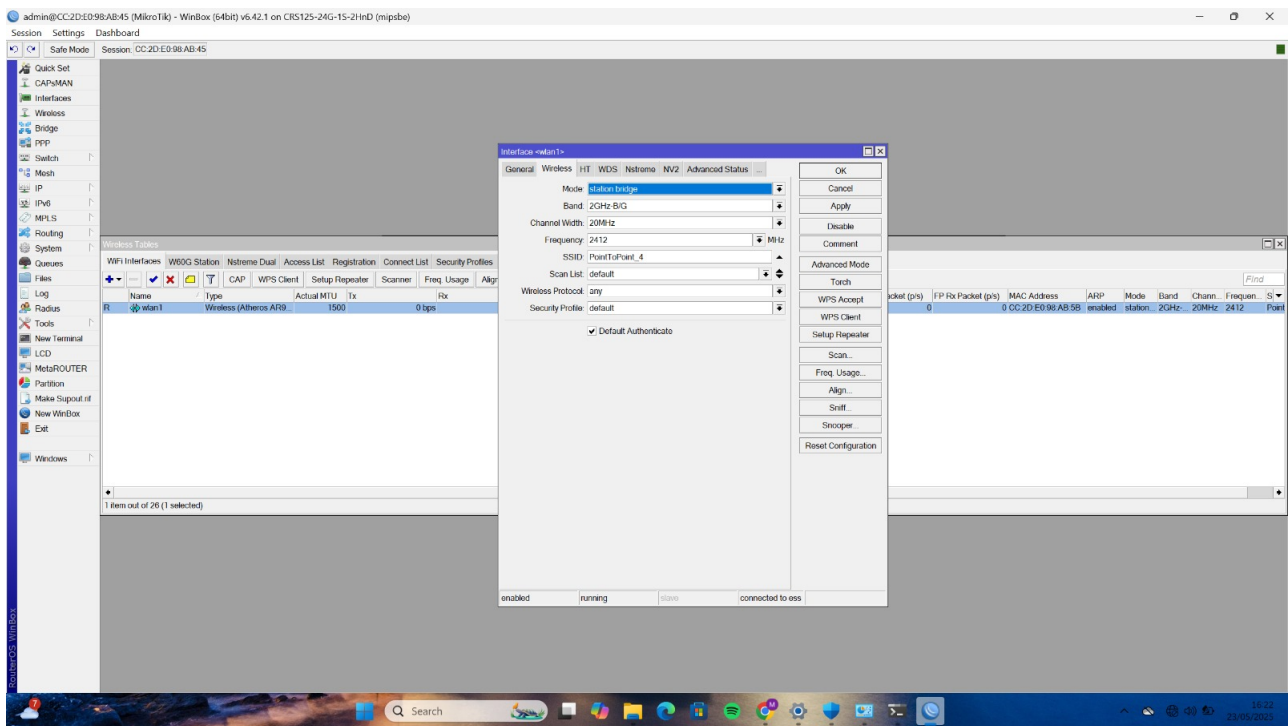 admin@CC:2D:E0:98:AB:45 (MikroTik) - WinBox (64bit) v6.42.1 on CRS125-24G-1S-2HnD (mipsbe)
Session Settings Dashboard
Safe Mode Session: CC:2D:E0:98:AB:45
Quick Set
CAPsMAN
Interfaces
Wireless
Bridge
PPP
Switch
Mesh
IP
IPv6
MPLS
Routing
System
Queues
Files
Log
Radius
Tools
New Terminal
LCD
MetaROUTER
Partition
Make Supout.rif
New WinBox
Exit
Windows
RouterOS WinBox
Wireless Tables
WiFi Interfaces W60G Station Nstreme Dual Access List Registration Connect List Security Profiles
CAP WPS Client Setup Repeater Scanner Freq. Usage Align
Find
Name Type Actual MTU Tx Rx
FP Rx Packet (p/s) MAC Address ARP Mode Band Chann... Frequen... S
R wlan1 Wireless (Atheros AR9... 1500 0 bps
0 0 CC:2D:E0:98:AB:5B enabled station... 2GHz-... 20MHz 2412 Point
1 item out of 26 (1 selected)
Interface <wlan1>
General Wireless HT WDS Nstreme NV2 Advanced Status ...
Mode: station bridge
Band: 2GHz-B/G
Channel Width: 20MHz
Frequency: 2412 MHz
SSID: PointToPoint_4
Scan List: default
Wireless Protocol: any
Security Profile: default
Default Authenticate
OK
Cancel
Apply
Disable
Comment
Advanced Mode
Torch
WPS Accept
WPS Client
Setup Repeater
Scan...
Freq. Usage...
Align...
Sniff...
Snooper...
Reset Configuration
enabled running slave connected to ess
7
Search
16:22
21/05/2025